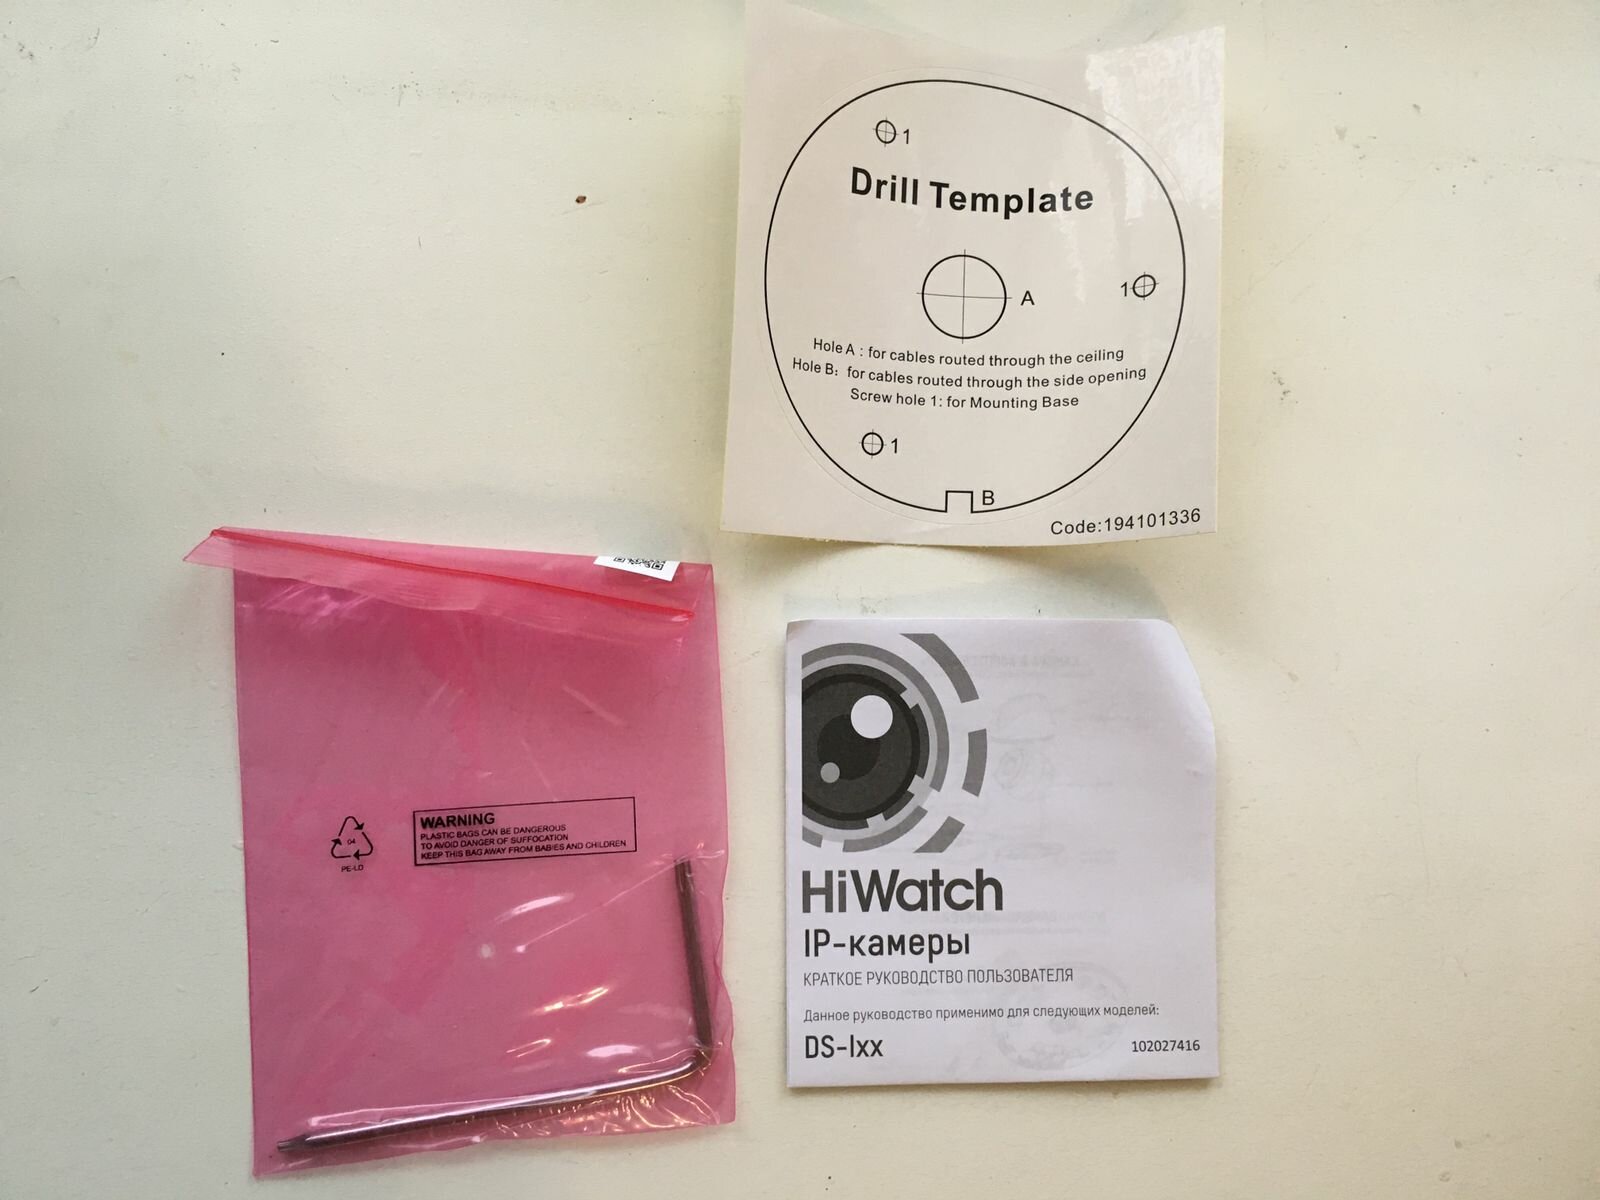 1
Drill Template
A
1
Hole A : for cables routed through the ceiling
Hole B: for cables routed through the side opening
Screw hole 1: for Mounting Base
1
B
Code:194101336
04
PE-LD
WARNING
PLASTIC BAGS CAN BE DANGEROUS
TO AVOID DANGER OF SUFFOCATION
KEEP THIS BAG AWAY FROM BABIES AND CHILDREN
HiWatch
IP-камеры
КРАТКОЕ РУКОВОДСТВО ПОЛЬЗОВАТЕЛЯ
Данное руководство применимо для следующих моделей:
DS-Ixx
102027416